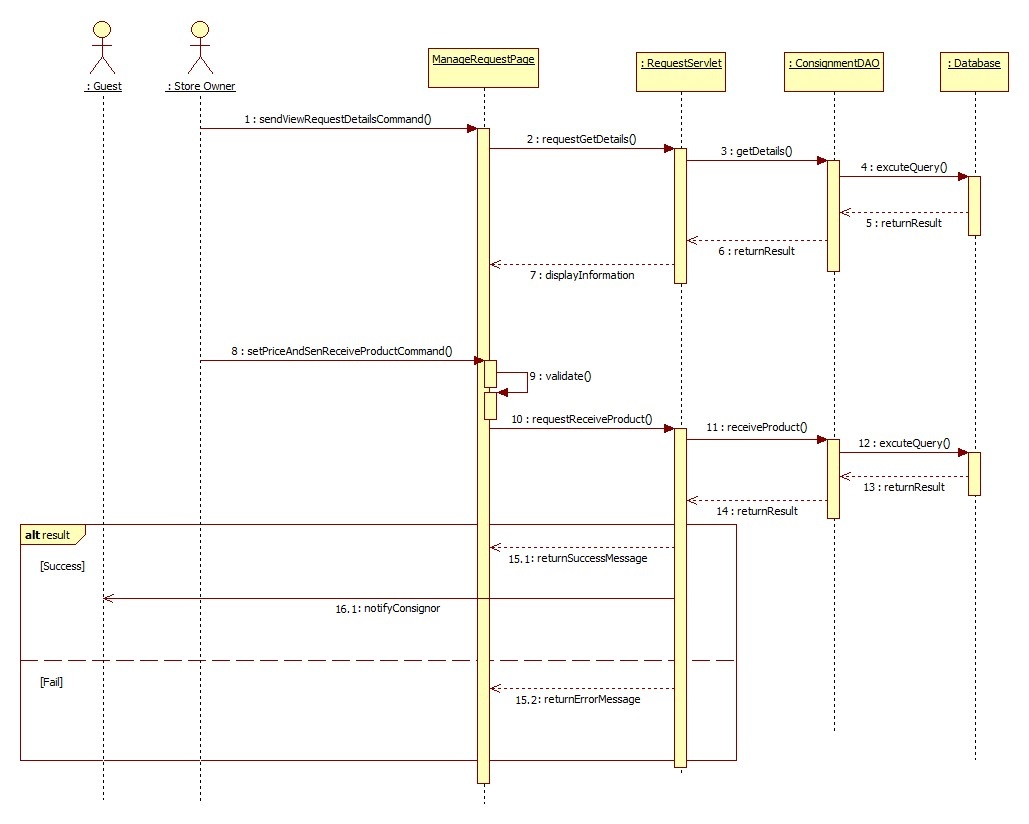 : Guest
: Store Owner
ManageRequestPage
: RequestServlet
: ConsignmentDAO
: Database
1 : sendViewRequestDetailsCommand()
2 : requestGetDetails()
3 : getDetails()
4 : excuteQuery()
5 : returnResult
6 : returnResult
7 : displayInformation
8 : setPriceAndSenReceiveProductCommand()
9 : validate()
10 : requestReceiveProduct()
11 : receiveProduct()
12 : excuteQuery()
13 : returnResult
14 : returnResult
alt result
15.1 : returnSuccessMessage
[Success]
16.1 : notifyConsignor
[Fail]
15.2 : returnErrorMessage